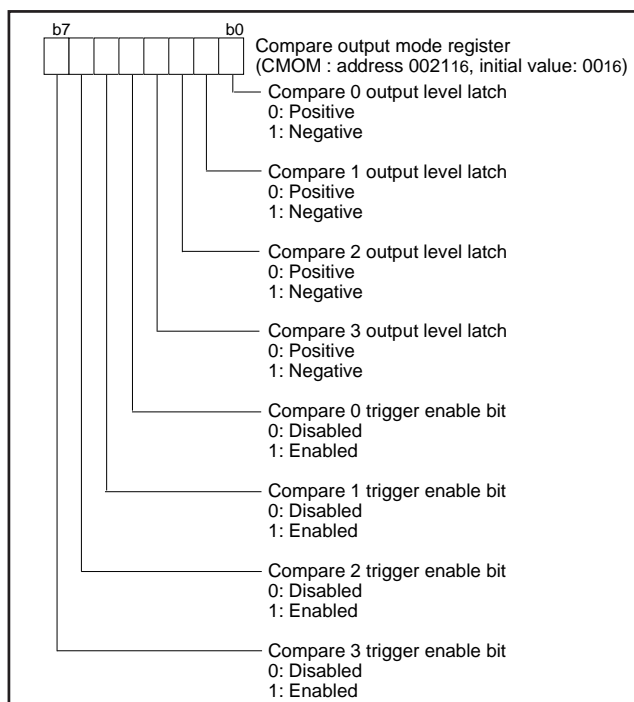 b7 b0
Compare output mode register
(CMOM : address 002116, initial value: 0016)
Compare 0 output level latch
0: Positive
1: Negative
Compare 1 output level latch
0: Positive
1: Negative
Compare 2 output level latch
0: Positive
1: Negative
Compare 3 output level latch
0: Positive
1: Negative
Compare 0 trigger enable bit
0: Disabled
1: Enabled
Compare 1 trigger enable bit
0: Disabled
1: Enabled
Compare 2 trigger enable bit
0: Disabled
1: Enabled
Compare 3 trigger enable bit
0: Disabled
1: Enabled